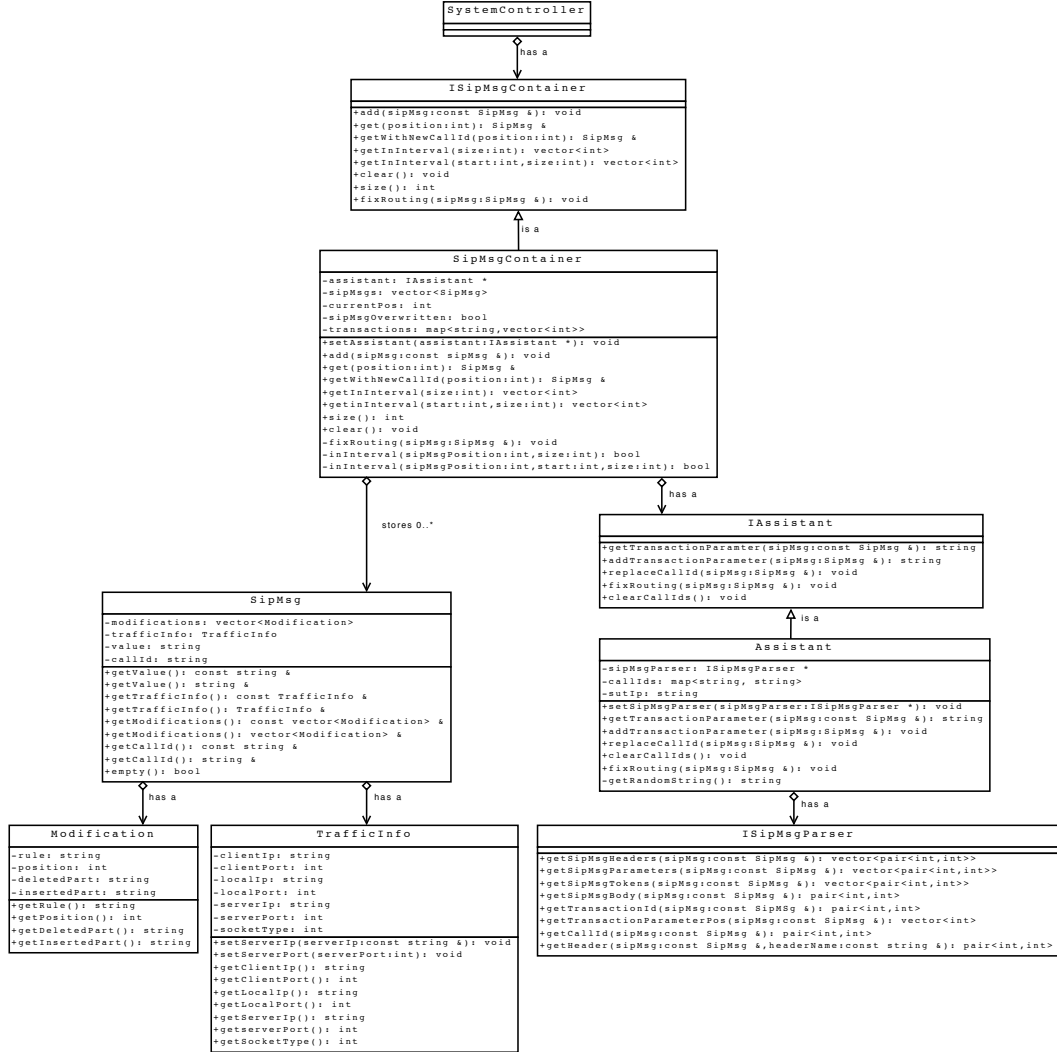 SystemController
has a
ISipMsgContainer
+add(sipMsg:const SipMsg &): void
+get(position:int): SipMsg &
+getWithNewCallId(position:int): SipMsg &
+getInInterval(size:int): vector<int>
+getInInterval(start:int,size:int): vector<int>
+clear(): void
+size(): int
+fixRouting(sipMsg:SipMsg &): void
is a
SipMsgContainer
-assistant: IAssistant *
-sipMsgs: vector<SipMsg>
-currentPos: int
-sipMsgOverwritten: bool
-transactions: map<string,vector<int>>
+setAssistant(assistant:IAssistant *): void
+add(sipMsg:const sipMsg &): void
+get(position:int): SipMsg &
+getWithNewCallId(position:int): SipMsg &
+getInInterval(size:int): vector<int>
+getinInterval(start:int,size:int): vector<int>
+size(): int
+clear(): void
-fixRouting(sipMsg:SipMsg &): void
-inInterval(sipMsgPosition:int,size:int): bool
-inInterval(sipMsgPosition:int,start:int,size:int): bool
stores 0..*
has a
IAssistant
+getTransactionParamter(sipMsg:const SipMsg &): string
+addTransactionParameter(sipMsg:SipMsg &): string
+replaceCallId(sipMsg:SipMsg &): void
+fixRouting(sipMsg:SipMsg &): void
+clearCallIds(): void
is a
SipMsg
-modifications: vector<Modification>
-trafficInfo: TrafficInfo
-value: string
-callId: string
+getValue(): const string &
+getValue(): string &
+getTrafficInfo(): const TrafficInfo &
+getTrafficInfo(): TrafficInfo &
+getModifications(): const vector<Modification> &
+getModifications(): vector<Modification> &
+getCallId(): const string &
+getCallId(): string &
+empty(): bool
Assistant
-sipMsgParser: ISipMsgParser *
-callIds: map<string, string>
-sutIp: string
+setSipMsgParser(sipMsgParser:ISipMsgParser *): void
+getTransactionParameter(sipMsg:const SipMsg &): string
+addTransactionParameter(sipMsg:SipMsg &): void
+replaceCallId(sipMsg:SipMsg &): void
+clearCallIds(): void
+fixRouting(sipMsg:SipMsg &): void
-getRandomString(): string
has a
has a
has a
Modification
-rule: string
-position: int
-deletedPart: string
-insertedPart: string
+getRule(): string
+getPosition(): int
+getDeletedPart(): string
+getInsertedPart(): string
TrafficInfo
-clientIp: string
-clientPort: int
-localIp: string
-localPort: int
-serverIp: string
-serverPort: int
-socketType: int
+setServerIp(serverIp:const string &): void
+setServerPort(serverPort:int): void
+getClientIp(): string
+getClientPort(): int
+getLocalIp(): string
+getLocalPort(): int
+getServerIp(): string
+getserverPort(): int
+getSocketType(): int
ISipMsgParser
+getSipMsgHeaders(sipMsg:const SipMsg &): vector<pair<int,int>>
+getSipMsgParameters(sipMsg:const SipMsg &): vector<pair<int,int>>
+getSipMsgTokens(sipMsg:const SipMsg &): vector<pair<int,int>>
+getSipMsgBody(sipMsg:const SipMsg &): pair<int,int>
+getTransactionId(sipMsg:const SipMSg &): pair<int,int>
+getTransactionParameterPos(sipMsg:const SipMsg &): vector<int>
+getCallId(sipMsg:const SipMsg &): pair<int,int>
+getHeader(sipMsg:const SipMsg &,headerName:const string &): pair<int,int>